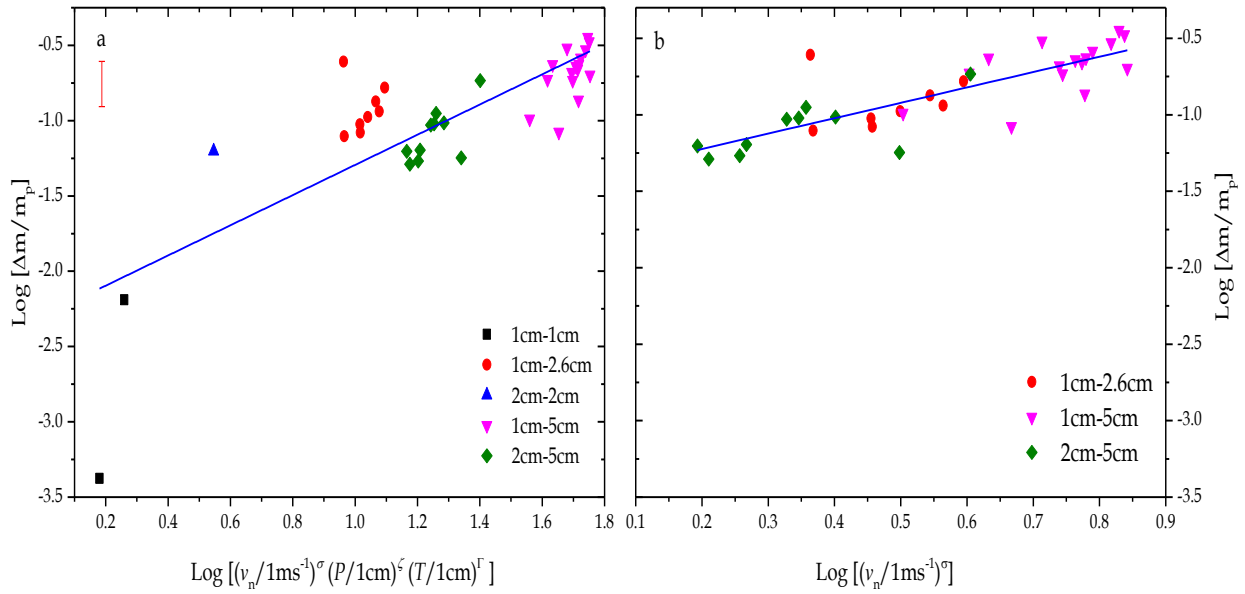 a
-0.5
-1.0
-1.5
-2.0
-2.5
-3.0
-3.5
Log [Δm/m_p]
1cm-1cm
1cm-2.6cm
2cm-2cm
1cm-5cm
2cm-5cm
0.2 0.4 0.6 0.8 1.0 1.2 1.4 1.6 1.8
Log [(v_n/1ms⁻¹)^σ (P/1cm)^ζ (T/1cm)^Γ ]
b
-0.5
-1.0
-1.5
-2.0
-2.5
-3.0
-3.5
Log [Δm/m_p]
1cm-2.6cm
1cm-5cm
2cm-5cm
0.1 0.2 0.3 0.4 0.5 0.6 0.7 0.8 0.9
Log [(v_n/1ms⁻¹)^σ]